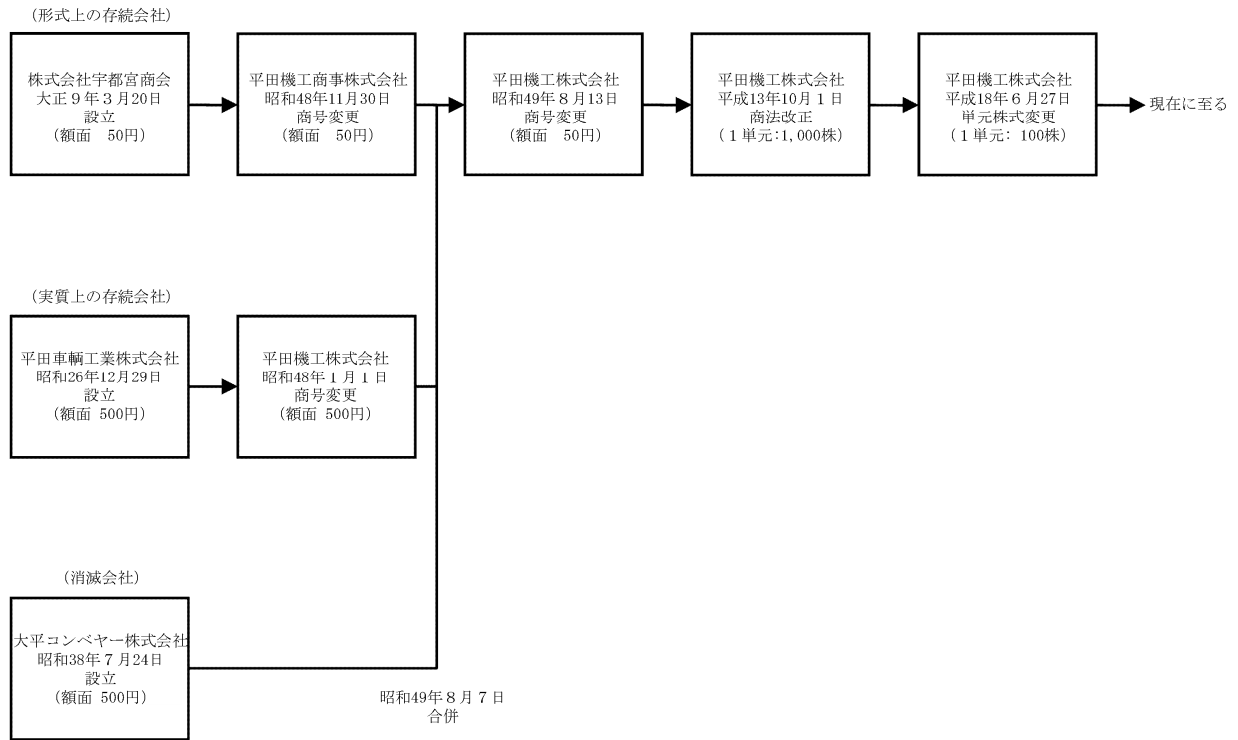 （形式上の存続会社）
株式会社宇都宮商会
大正９年３月20日
設立
（額面　50円）
平田機工商事株式会社
昭和48年11月30日
商号変更
（額面　50円）
平田機工株式会社
昭和49年８月13日
商号変更
（額面　50円）
平田機工株式会社
平成13年10月１日
商法改正
（１単元：1,000株）
平田機工株式会社
平成18年６月27日
単元株式変更
（１単元： 100株）
現在に至る
（実質上の存続会社）
平田車輌工業株式会社
昭和26年12月29日
設立
（額面 500円）
平田機工株式会社
昭和48年１月１日
商号変更
（額面 500円）
（消滅会社）
大平コンベヤー株式会社
昭和38年７月24日
設立
（額面 500円）
昭和49年８月７日
合併